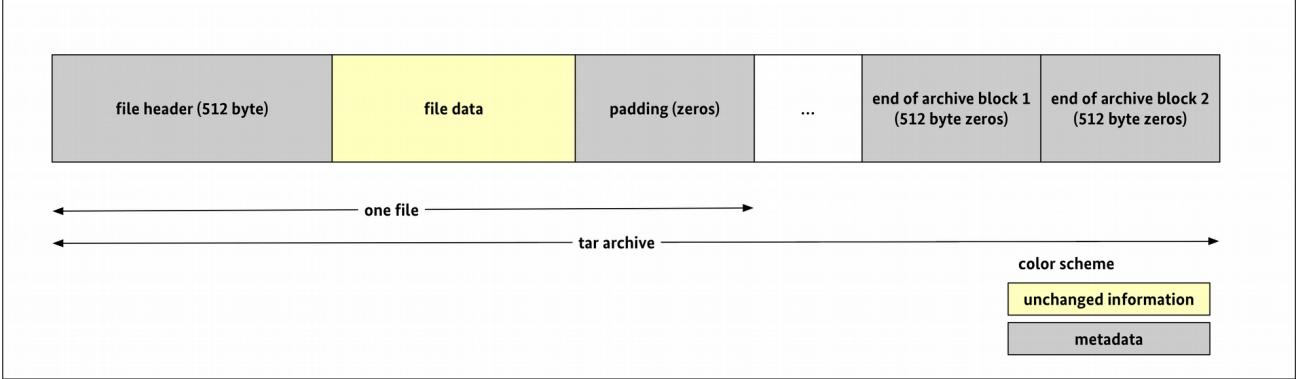 file header (512 byte)
file data
padding (zeros)
...
end of archive block 1
(512 byte zeros)
end of archive block 2
(512 byte zeros)
one file
tar archive
color scheme
unchanged information
metadata